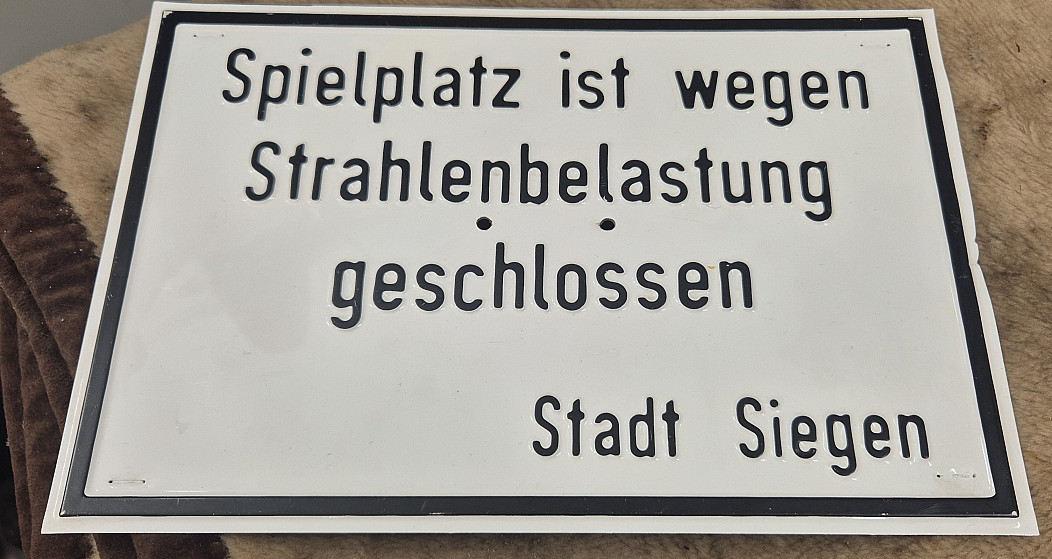 Spielplatz ist wegen
Strahlenbelastung
geschlossen
Stadt Siegen